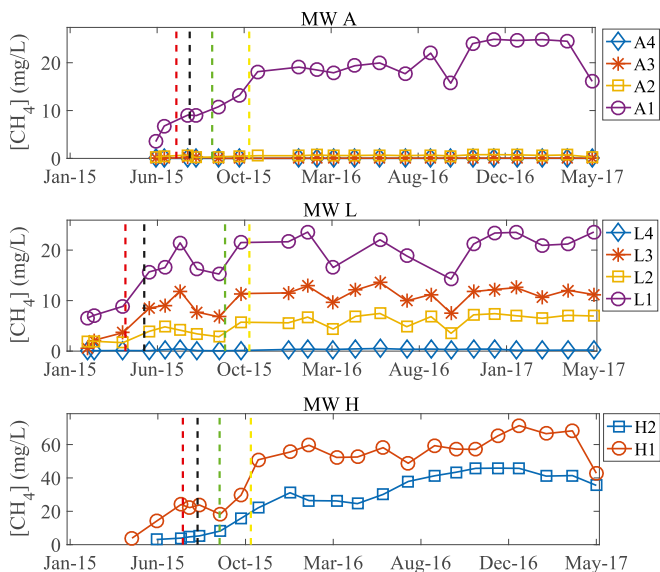 MW A
[CH4] (mg/L)
20
10
0
Jan-15 Jun-15 Oct-15 Mar-16 Aug-16 Dec-16 May-17
A4
A3
A2
A1
MW L
[CH4] (mg/L)
20
10
0
Jan-15 Jun-15 Oct-15 Mar-16 Aug-16 Dec-16 May-17
L4
L3
L2
L1
MW H
[CH4] (mg/L)
60
40
20
0
Jan-15 Jun-15 Oct-15 Mar-16 Aug-16 Dec-16 May-17
H2
H1